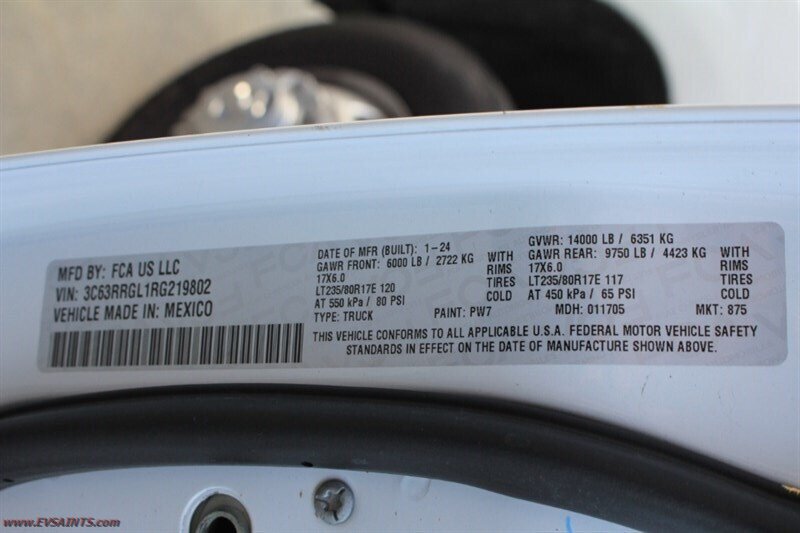 MFD BY: FCA US LLC
VIN: 3C63RRGL1RG219802
VEHICLE MADE IN: MEXICO
DATE OF MFR (BUILT): 1-24
GAWR FRONT: 6000 LB / 2722 KG WITH
17X6.0 RIMS
LT235/80R17E 120 TIRES
AT 550 kPa / 80 PSI COLD
TYPE: TRUCK PAINT: PW7
GVWR: 14000 LB / 6351 KG
GAWR REAR: 9750 LB / 4423 KG WITH
17X6.0 RIMS
LT235/80R17E 117 TIRES
AT 450 kPa / 65 PSI COLD
MDH: 011705 MKT: 875
THIS VEHICLE CONFORMS TO ALL APPLICABLE U.S.A. FEDERAL MOTOR VEHICLE SAFETY
STANDARDS IN EFFECT ON THE DATE OF MANUFACTURE SHOWN ABOVE.
www.EVSAINTS.com